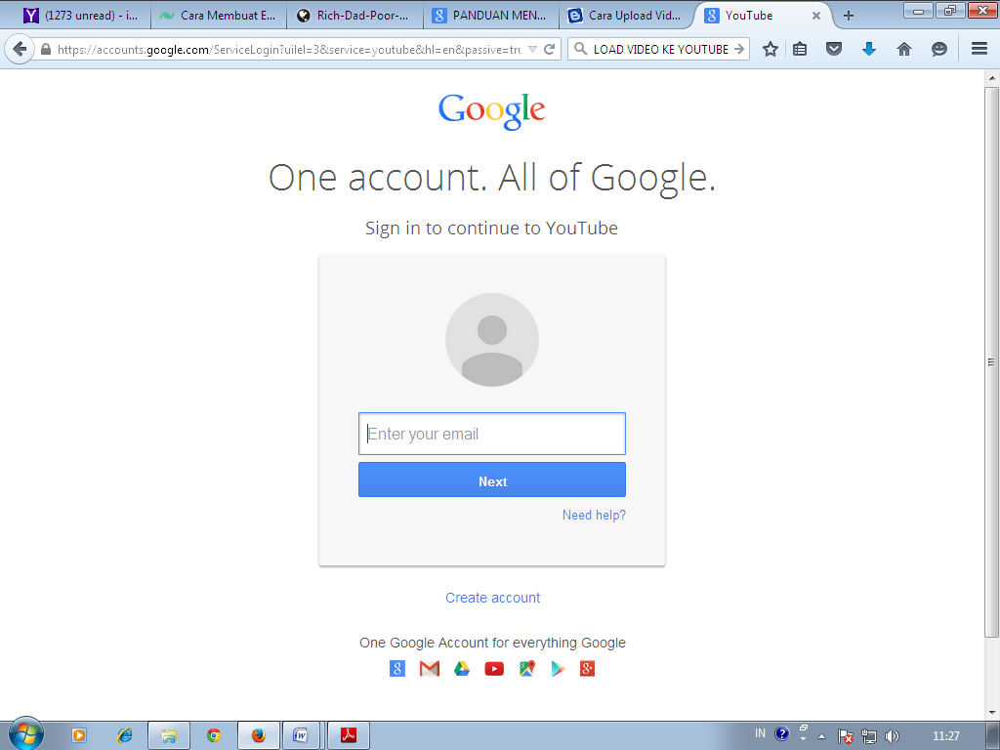 (1273 unread) - i...
Cara Membuat E...
Rich-Dad-Poor-...
PANDUAN MEN...
Cara Upload Vid...
YouTube
https://accounts.google.com/ServiceLogin?uilel=3&service=youtube&hl=en&passive=tru
LOAD VIDEO KE YOUTUBE
Google
One account. All of Google.
Sign in to continue to YouTube
Enter your email
Next
Need help?
Create account
One Google Account for everything Google
IN
11:27